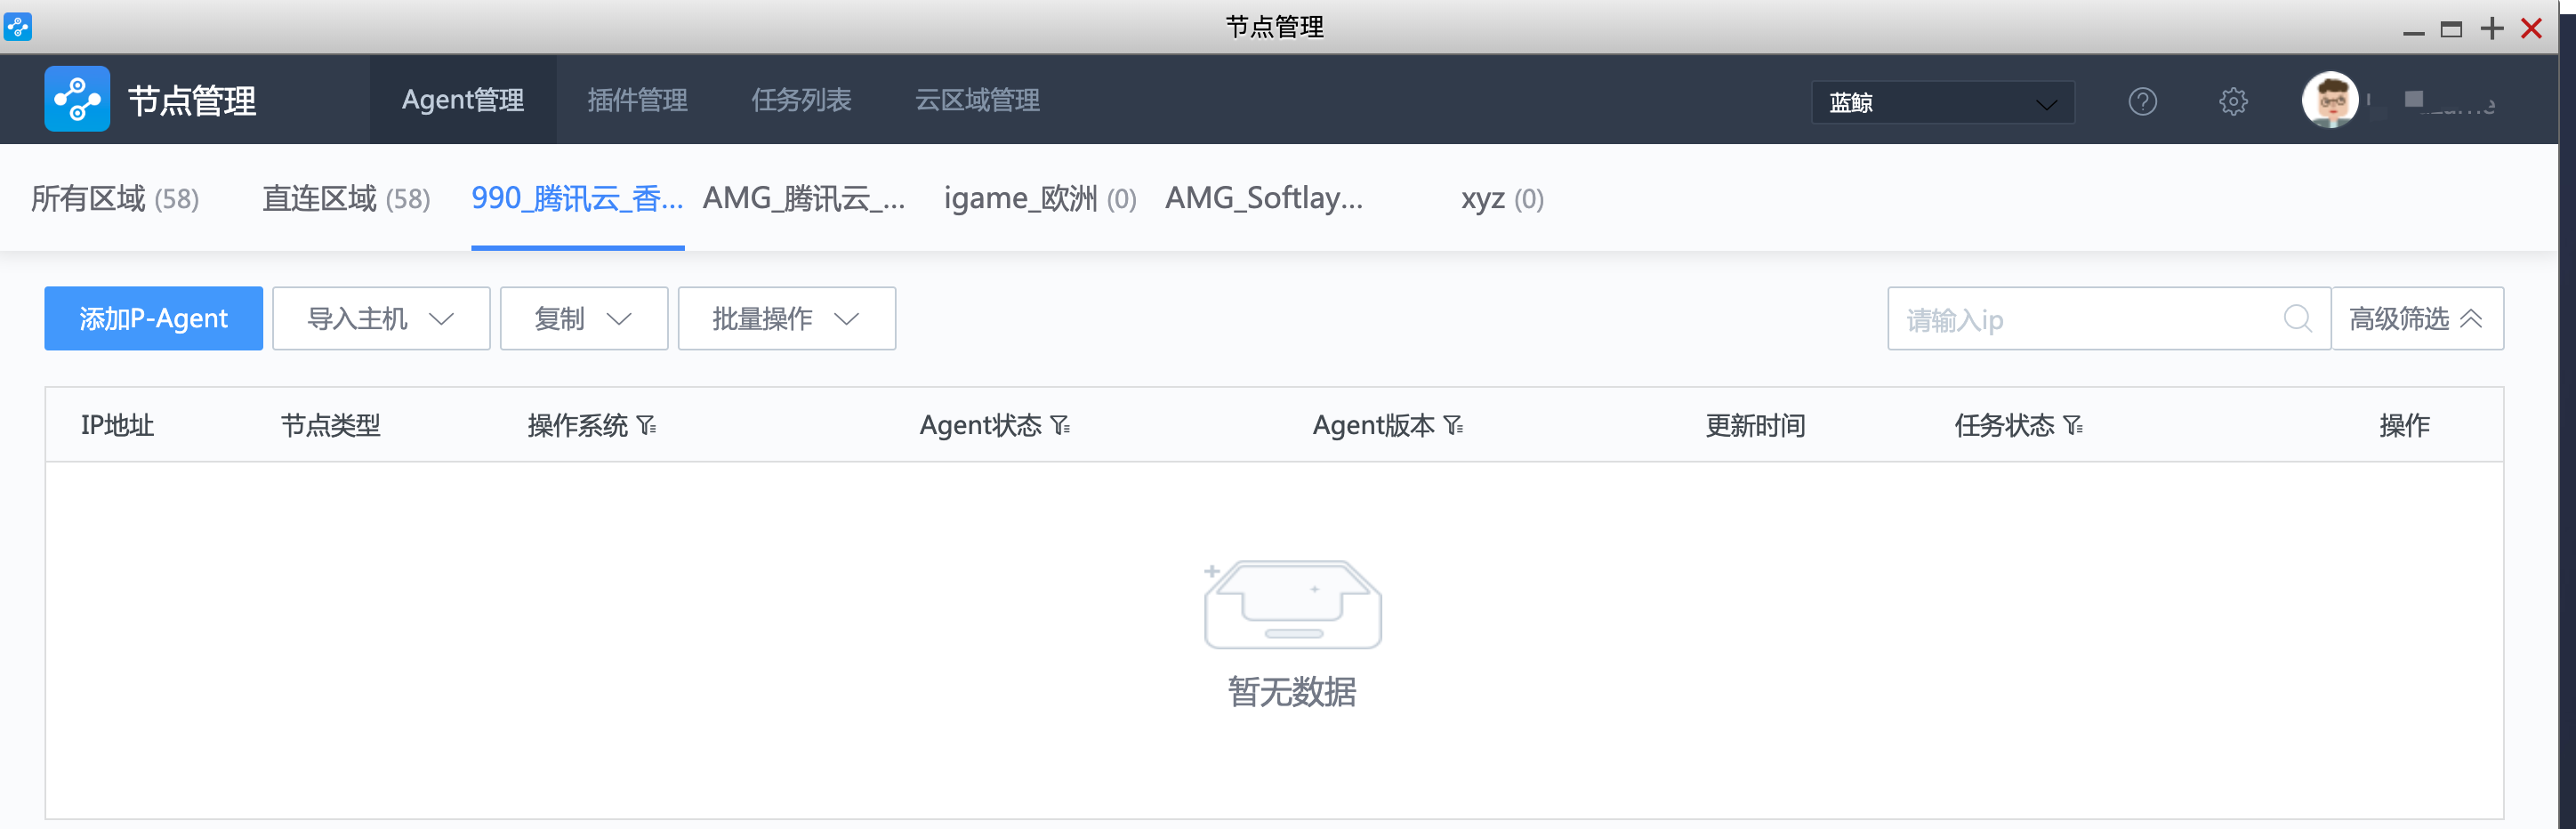 节点管理
节点管理 Agent管理 插件管理 任务列表 云区域管理 蓝鲸
所有区域 (58) 直连区域 (58) 990_腾讯云_香... AMG_腾讯云_... igame_欧洲 (0) AMG_Softlay... xyz (0)
添加P-Agent 导入主机 复制 批量操作 请输入ip 高级筛选
IP地址 节点类型 操作系统 Agent状态 Agent版本 更新时间 任务状态 操作
暂无数据